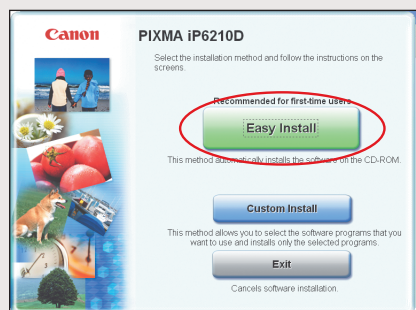 Canon
PIXMA iP6210D
Select the installation method and follow the instructions on the
screens.
Recommended for first-time users
Easy Install
This method automatically installs the software on the CD-ROM.
Custom Install
This method allows you to select the software programs that you
want to use and installs only the selected programs.
Exit
Cancels software installation.